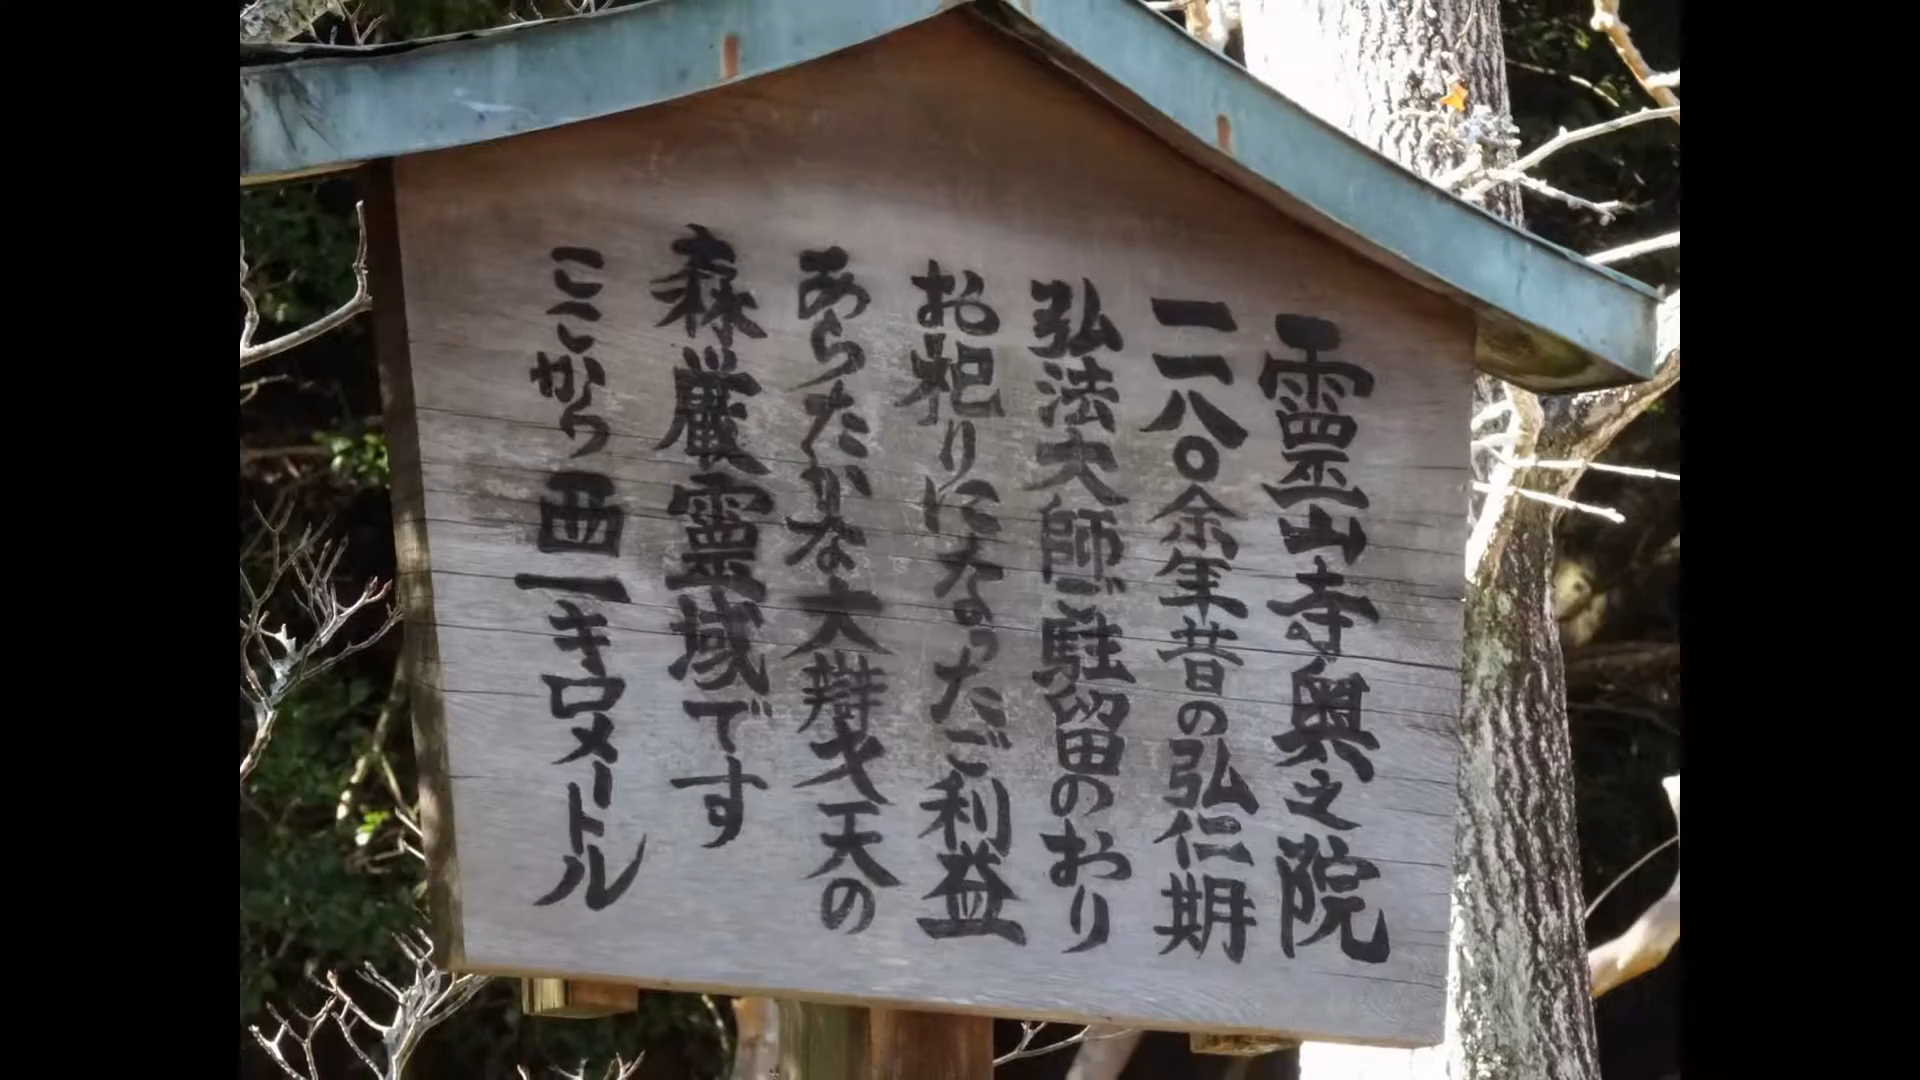 霊山寺奥之院
一一八〇余年昔の弘仁期
弘法大師ご駐留のおり
お祀りになったご利益
あらたかな大辯才天の
森厳霊域です
ここから西一キロメートル